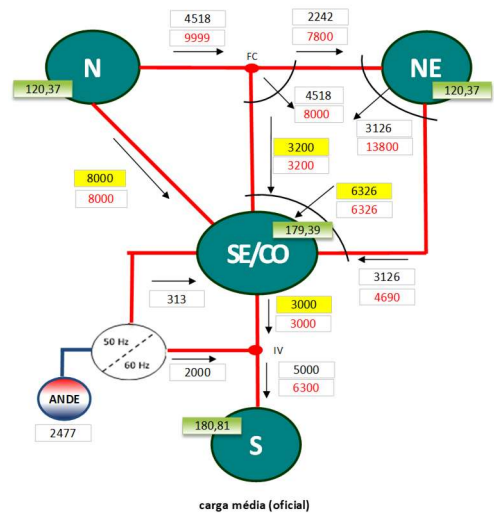 4518
9999
2242
7800
FC
N
NE
120,37
120,37
4518
8000
3126
13800
3200
3200
8000
8000
6326
6326
179,39
SE/CO
3126
4690
313
3000
3000
50 Hz
60 Hz
IV
2000
5000
6300
ANDE
2477
180,81
S
carga média (oficial)